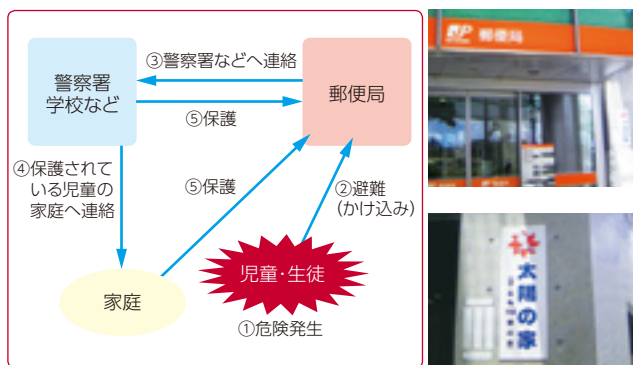 ③警察署などへ連絡
警察署
学校など
郵便局
⑤保護
④保護されて
いる児童の
家庭へ連絡
⑤保護
②避難
(かけ込み)
児童・生徒
家庭
①危険発生
郵便局
太陽の家